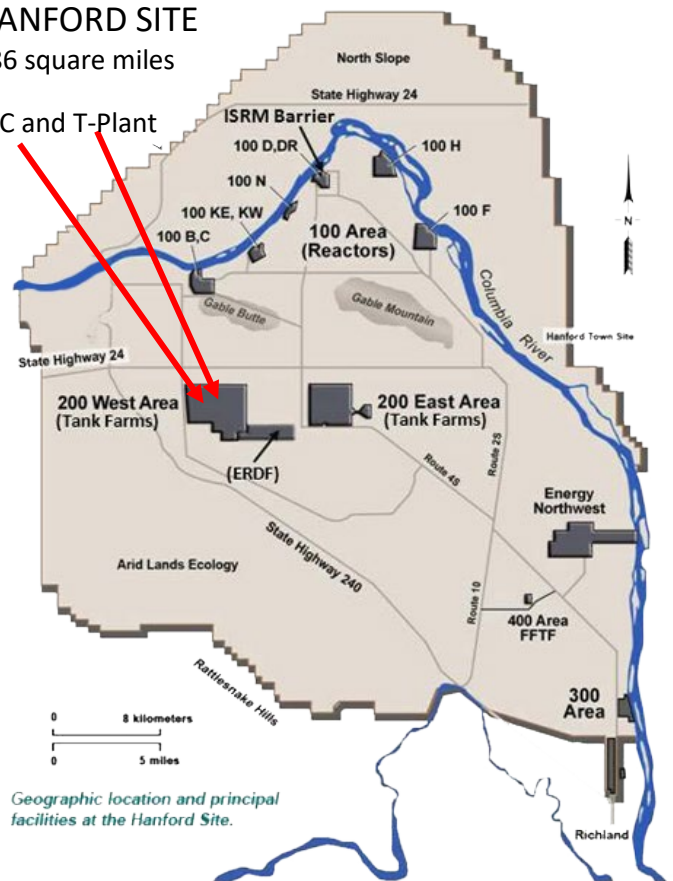 ANFORD SITE
36 square miles
C and T-Plant
North Slope
State Highway 24
ISRM Barrier
100 D,DR
100 H
100 N
100 KE, KW
100 F
100 B,C
100 Area
(Reactors)
N
Gable Butte
Gable Mountain
Columbia River
Hanford Town Site
State Highway 24
200 West Area
(Tank Farms)
200 East Area
(Tank Farms)
(ERDF)
Route 4S
Route 2S
Energy
Northwest
State Highway 240
Arid Lands Ecology
Route 10
400 Area
FFTF
Rattlesnake Hills
300
Area
0 8 kilometers
0 5 miles
Geographic location and principal
facilities at the Hanford Site.
Richland